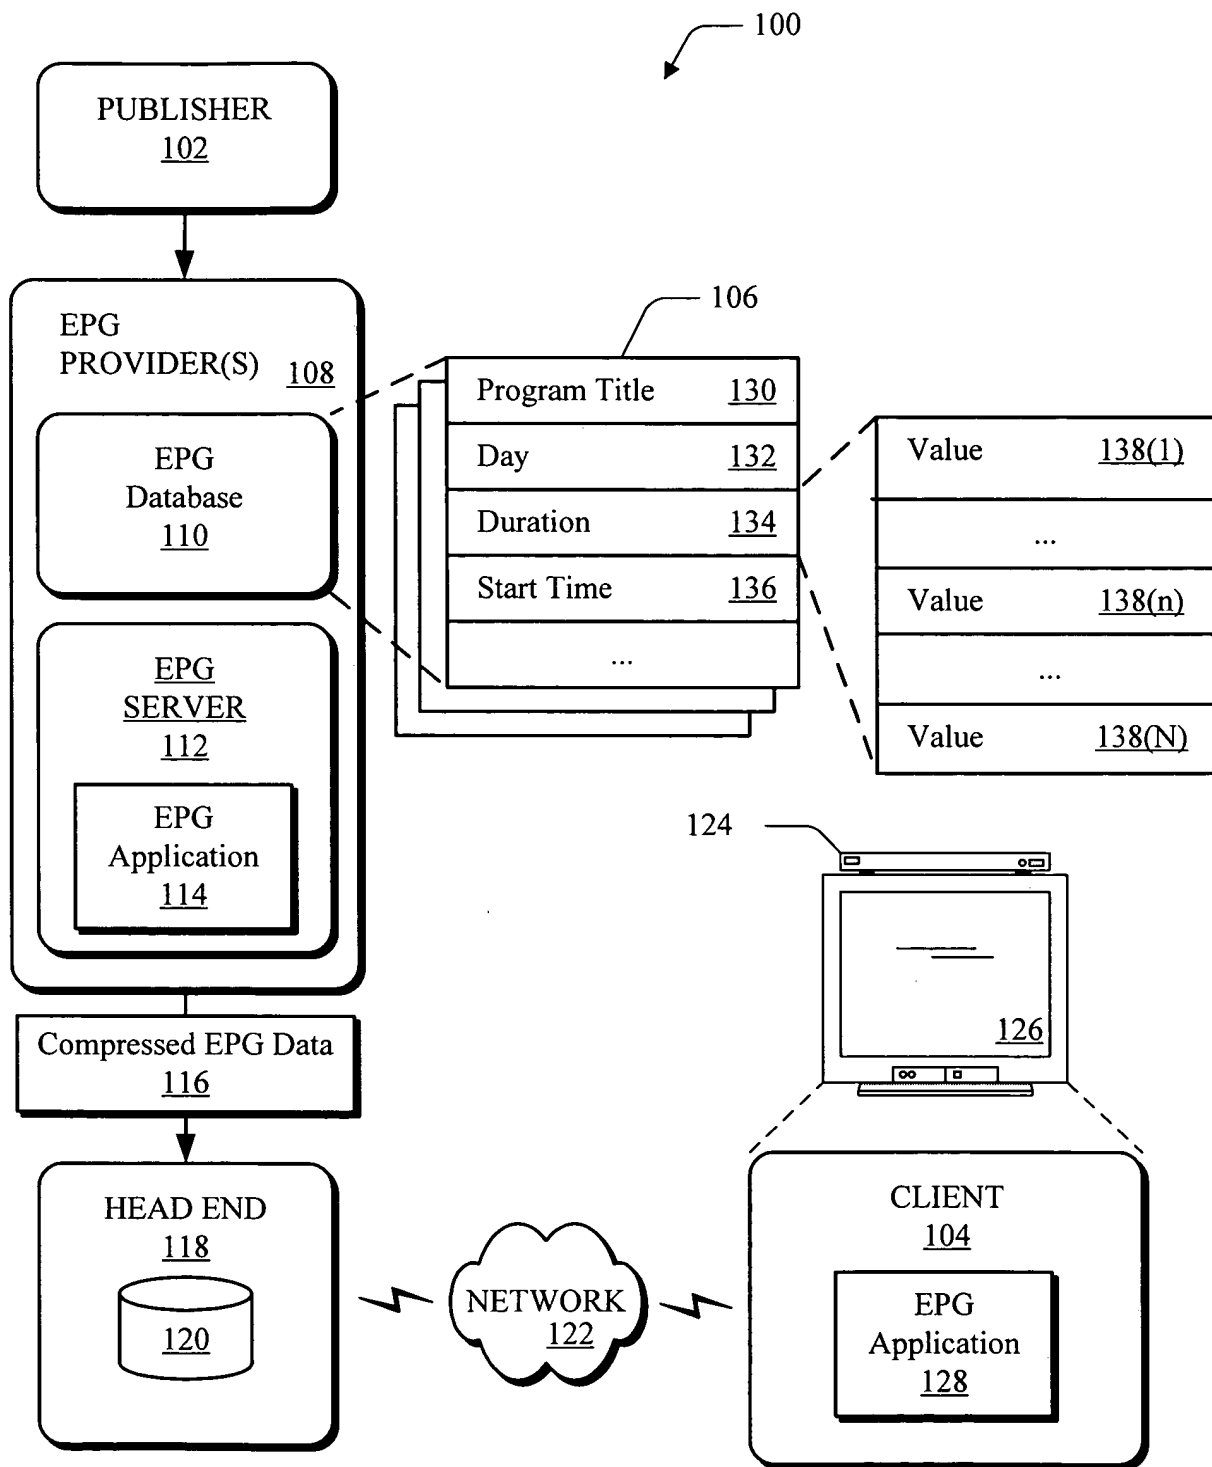 100
PUBLISHER
102
EPG
PROVIDER(S)
108
EPG
Database
110
EPG
SERVER
112
EPG
Application
114
106
Program Title 130
Day 132
Duration 134
Start Time 136
...
Value 138(1)
...
Value 138(n)
...
Value 138(N)
Compressed EPG Data
116
HEAD END
118
120
NETWORK
122
124
126
CLIENT
104
EPG
Application
128